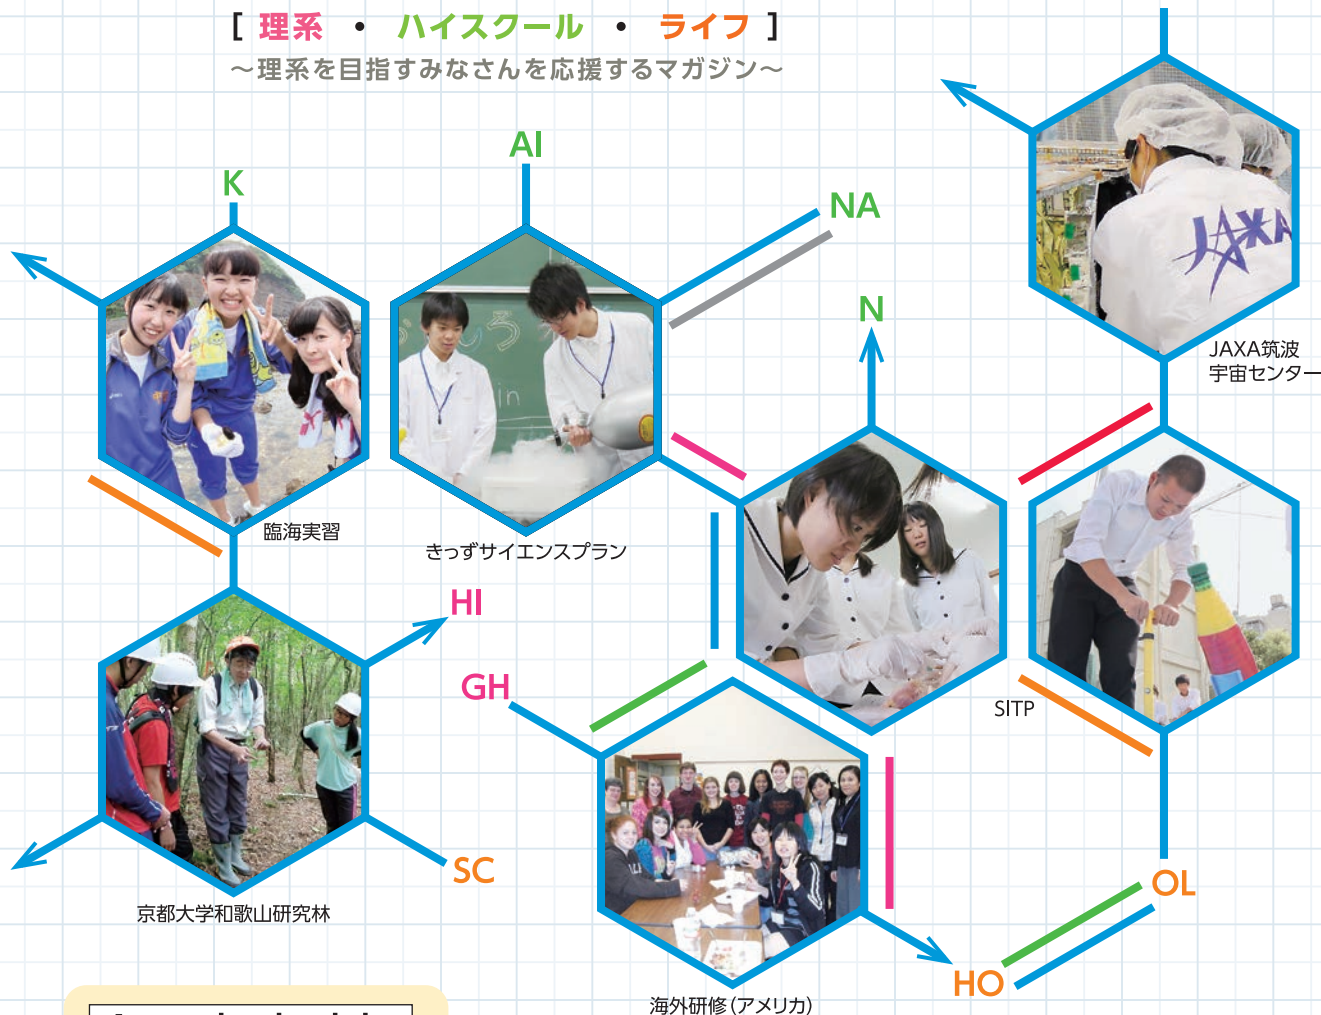 [ 理系 ・ ハイスクール ・ ライフ ]
～理系を目指すみなさんを応援するマガジン～
K
AI
NA
JAXA
JAXA筑波
宇宙センター
N
in
臨海実習
きっずサイエンスプラン
HI
GH
SITP
SC
OL
京都大学和歌山研究林
HO
海外研修（アメリカ）